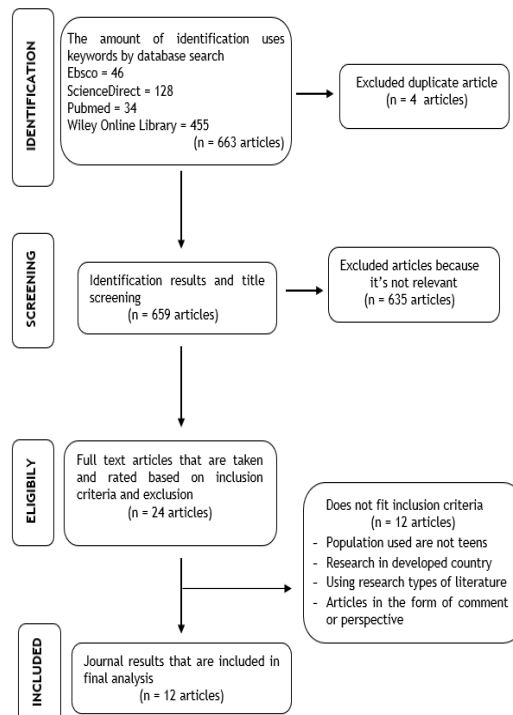 IDENTIFICATION
The amount of identification uses
keywords by database search
Ebsco = 46
ScienceDirect = 128
Pubmed = 34
Wiley Online Library = 455
(n = 663 articles)
Excluded duplicate article
(n = 4 articles)
SCREENING
Identification results and title
screening
(n = 659 articles)
Excluded articles because
it's not relevant
(n = 635 articles)
ELIGIBILY
Full text articles that are taken
and rated based on inclusion
criteria and exclusion
(n = 24 articles)
Does not fit inclusion criteria
(n = 12 articles)
- Population used are not teens
- Research in developed country
- Using research types of literature
- Articles in the form of comment
or perspective
INCLUDED
Journal results that are included in
final analysis
(n = 12 articles)